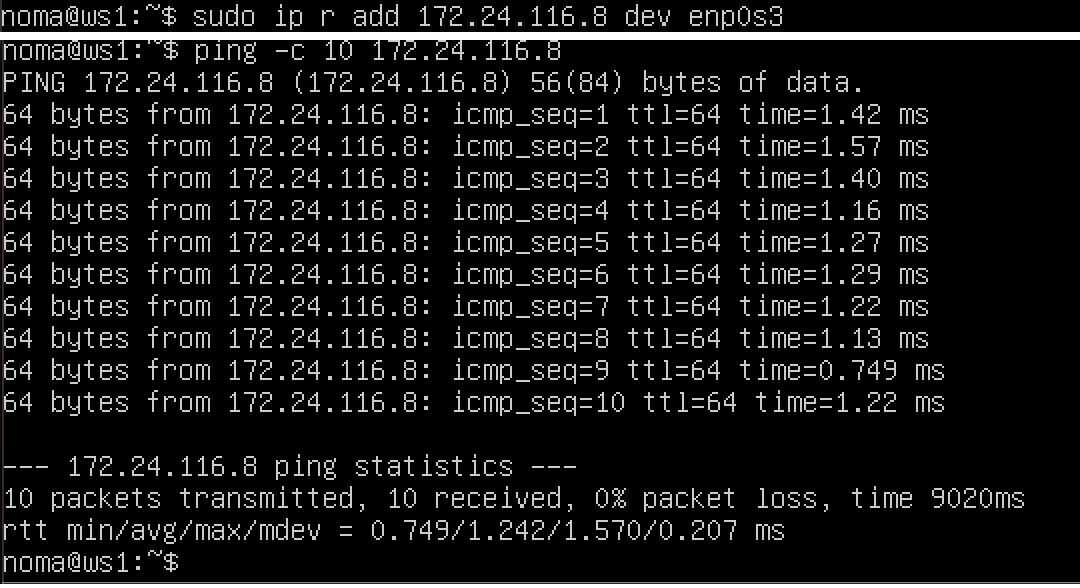 noma@ws1:~$ sudo ip r add 172.24.116.8 dev enp0s3
noma@ws1:~$ ping -c 10 172.24.116.8
PING 172.24.116.8 (172.24.116.8) 56(84) bytes of data.
64 bytes from 172.24.116.8: icmp_seq=1 ttl=64 time=1.42 ms
64 bytes from 172.24.116.8: icmp_seq=2 ttl=64 time=1.57 ms
64 bytes from 172.24.116.8: icmp_seq=3 ttl=64 time=1.40 ms
64 bytes from 172.24.116.8: icmp_seq=4 ttl=64 time=1.16 ms
64 bytes from 172.24.116.8: icmp_seq=5 ttl=64 time=1.27 ms
64 bytes from 172.24.116.8: icmp_seq=6 ttl=64 time=1.29 ms
64 bytes from 172.24.116.8: icmp_seq=7 ttl=64 time=1.22 ms
64 bytes from 172.24.116.8: icmp_seq=8 ttl=64 time=1.13 ms
64 bytes from 172.24.116.8: icmp_seq=9 ttl=64 time=0.749 ms
64 bytes from 172.24.116.8: icmp_seq=10 ttl=64 time=1.22 ms
--- 172.24.116.8 ping statistics ---
10 packets transmitted, 10 received, 0% packet loss, time 9020ms
rtt min/avg/max/mdev = 0.749/1.242/1.570/0.207 ms
noma@ws1:~$